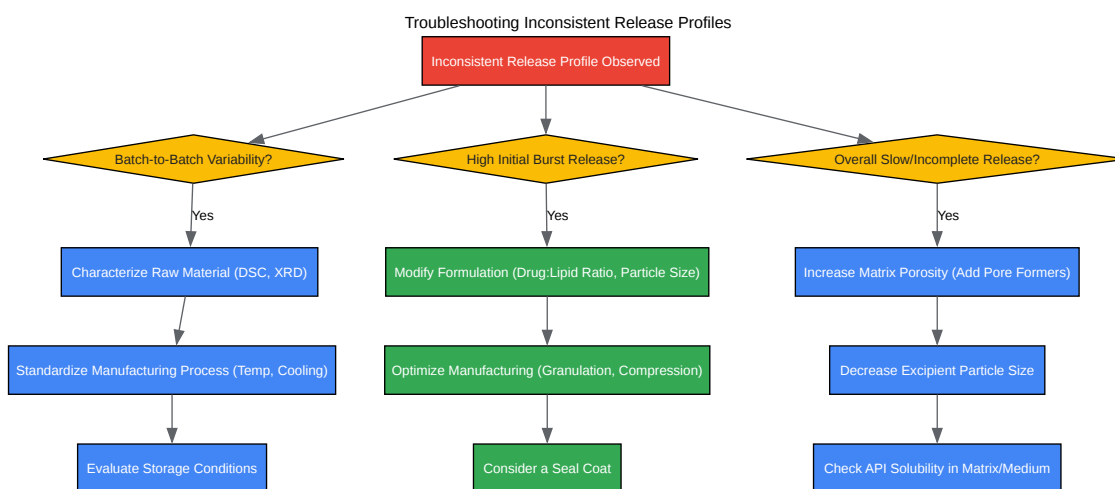 Troubleshooting Inconsistent Release Profiles
Inconsistent Release Profile Observed
Batch-to-Batch Variability?
High Initial Burst Release?
Overall Slow/Incomplete Release?
Yes
Yes
Yes
Characterize Raw Material (DSC, XRD)
Modify Formulation (Drug:Lipid Ratio, Particle Size)
Increase Matrix Porosity (Add Pore Formers)
Standardize Manufacturing Process (Temp, Cooling)
Optimize Manufacturing (Granulation, Compression)
Decrease Excipient Particle Size
Evaluate Storage Conditions
Consider a Seal Coat
Check API Solubility in Matrix/Medium